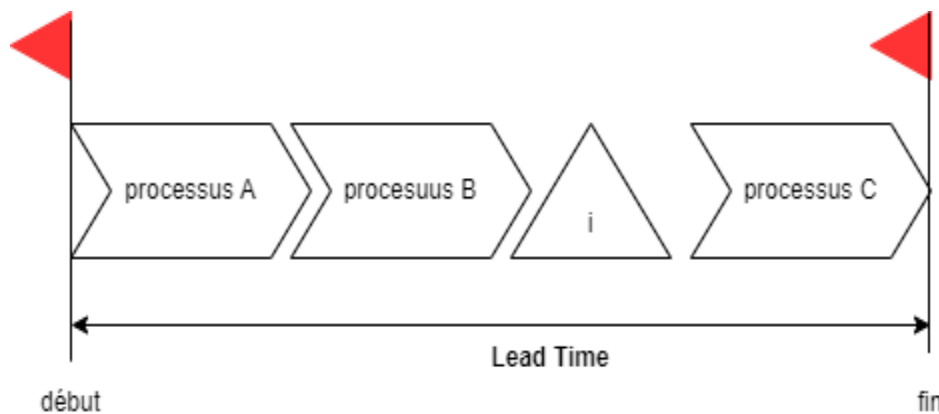 processus A
procesuus B
i
processus C
Lead Time
début
fin